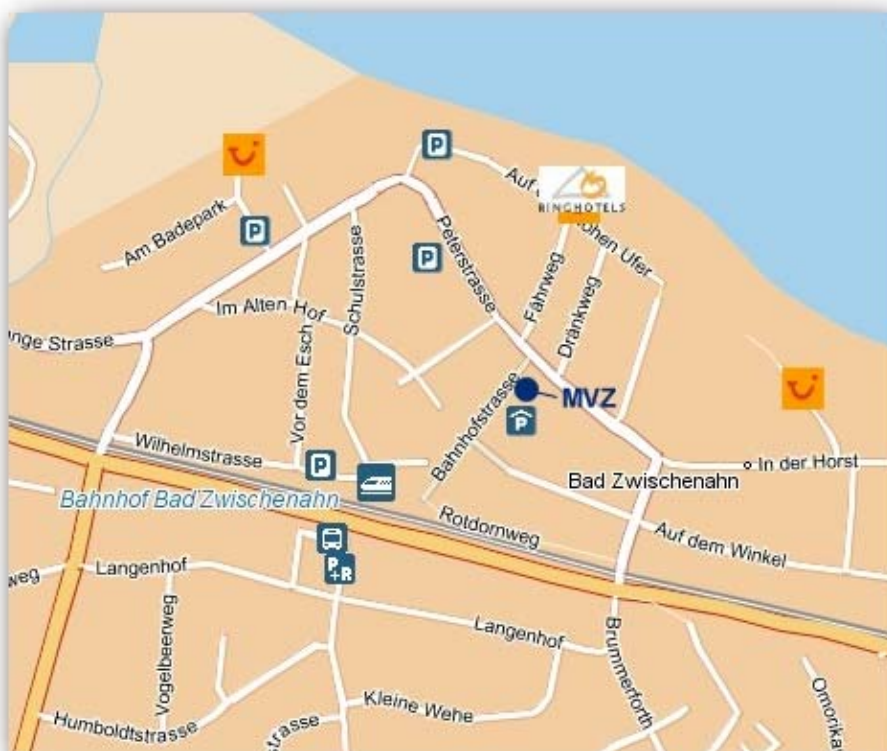 P
Auf
RINGHOTELS
Hohen Ufer
Am Badepark
P
Peterstrasse
P
Schulstrasse
Fährweg
Dränkweg
Im Alten Hof
Vor dem Esch
Strasse
MVZ
P
Bahnhofstrasse
Wilhelmstrasse
P
In der Horst
Bad Zwischenahn
Bahnhof Bad Zwischenahn
Rotdornweg
Auf dem Winkel
P
+R
weg
Langenhof
Vogelbeerweg
Langenhof
Brummerforth
Kleine Wehe
Humboldtstrasse
strasse
Omorika